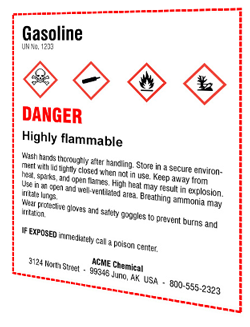 Gasoline
UN No. 1233
DANGER
Highly flammable
Wash hands thoroughly after handling. Store in a secure environ-
ment with lid tightly closed when not in use. Keep away from
heat, sparks, and open flames. High heat may result in explosion.
Use in an open and well-ventilated area. Breathing ammonia may
irritate lungs.
Wear protective gloves and safety goggles to prevent burns and
irritation.
IF EXPOSED immediately call a poison center.
ACME Chemical
3124 North Street - 99346 Juno, AK USA - 800-555-2323